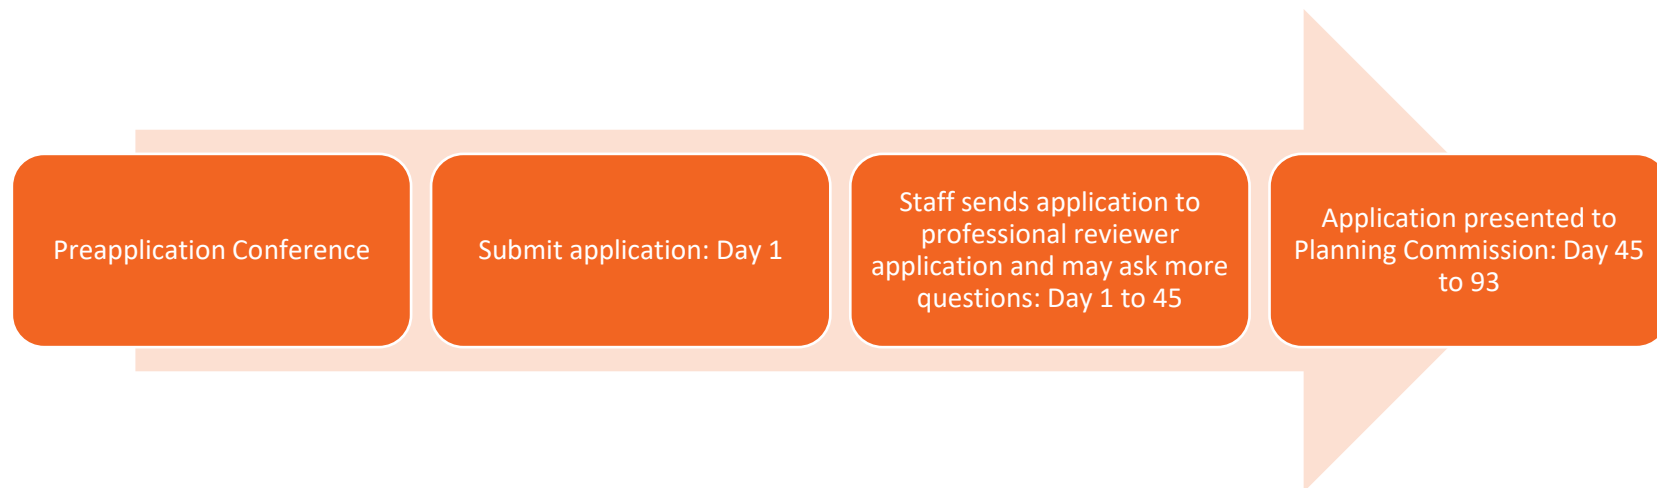 Preapplication Conference
Submit application: Day 1
Staff sends application to
professional reviewer
application and may ask more
questions: Day 1 to 45
Application presented to
Planning Commission: Day 45
to 93